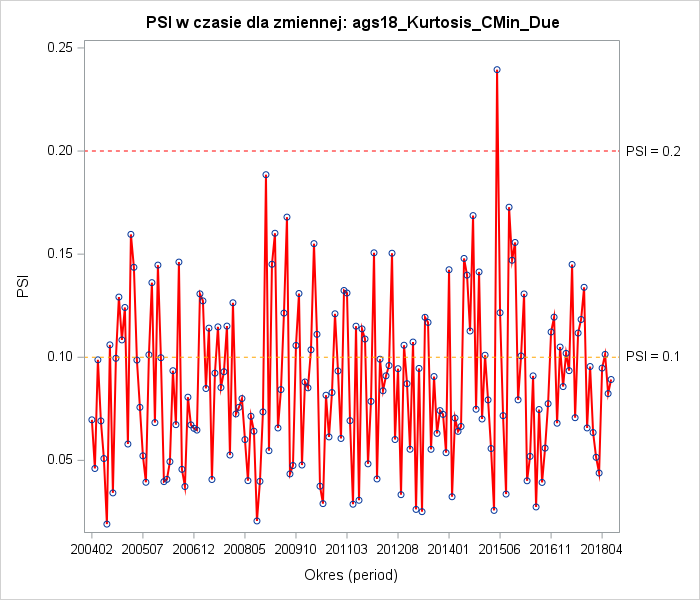 PSI w czasie dla zmiennej: ags18_Kurtosis_CMin_Due
0.25
0.20
0.15
0.10
0.05
PSI
PSI = 0.2
PSI = 0.1
200402 200507 200612 200805 200910 201103 201208 201401 201506 201611 201804
Okres (period)